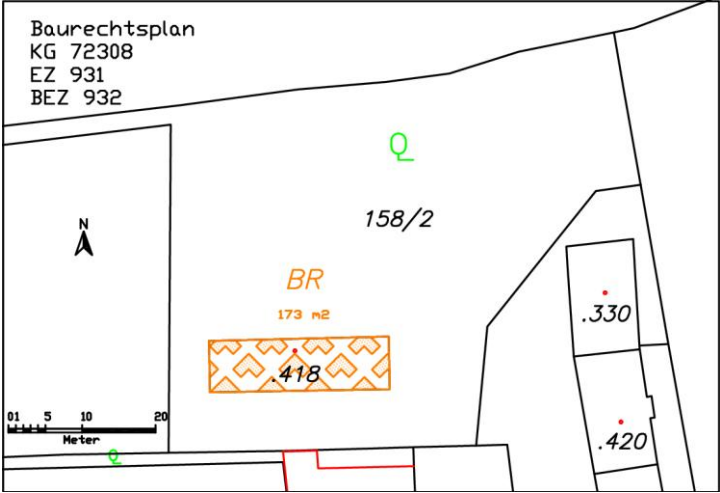 Baurechtsplan
KG 72308
EZ 931
BEZ 932
Q
158/2
N
BR
173 m2
.330
.418
01 5 10 20
Meter
.420
Q